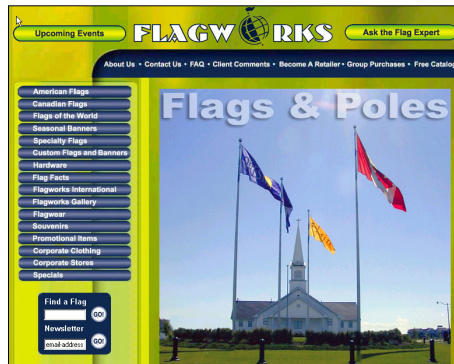 Upcoming Events
FLAGWORKS
Ask the Flag Expert
About Us • Contact Us • FAQ • Client Comments • Become A Retailer • Group Purchases • Free Catalog
American Flags
Canadian Flags
Flags of the World
Seasonal Banners
Specialty Flags
Custom Flags and Banners
Hardware
Flag Facts
Flagworks International
Flagworks Gallery
Flagwear
Souvenirs
Promotional Items
Corporate Clothing
Corporate Stores
Specials
Flags & Poles
Find a Flag
GO!
Newsletter
email-address GO!